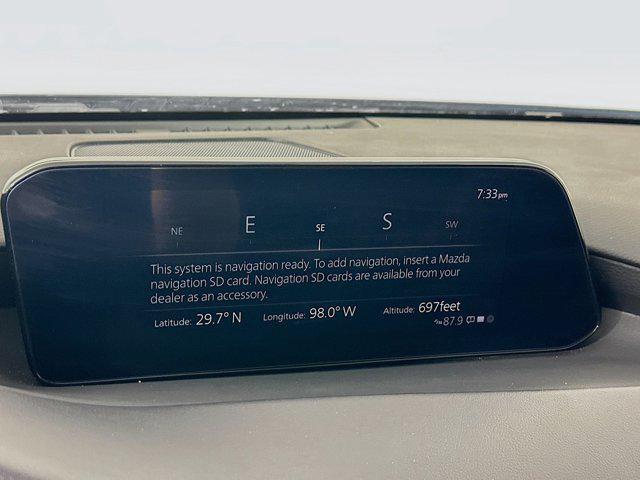 7:33pm
NE E SE S SW
This system is navigation ready. To add navigation, insert a Mazda
navigation SD card. Navigation SD cards are available from your
dealer as an accessory.
Latitude: 29.7° N Longitude: 98.0° W Altitude: 697feet
87.9